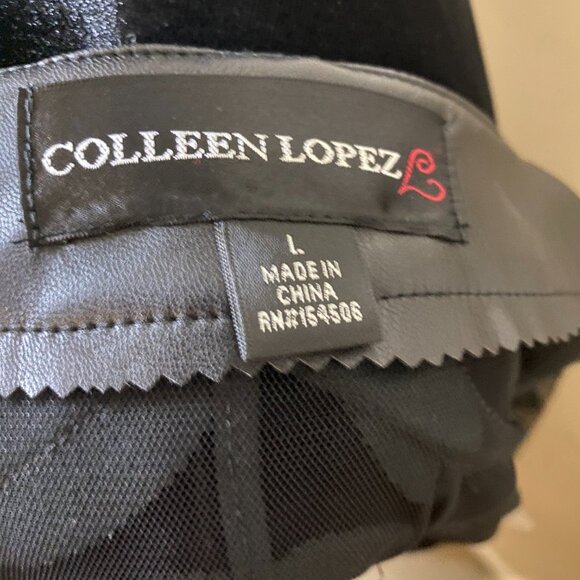 COLLEEN LOPEZ L
L
MADE IN
CHINA
RN#154506